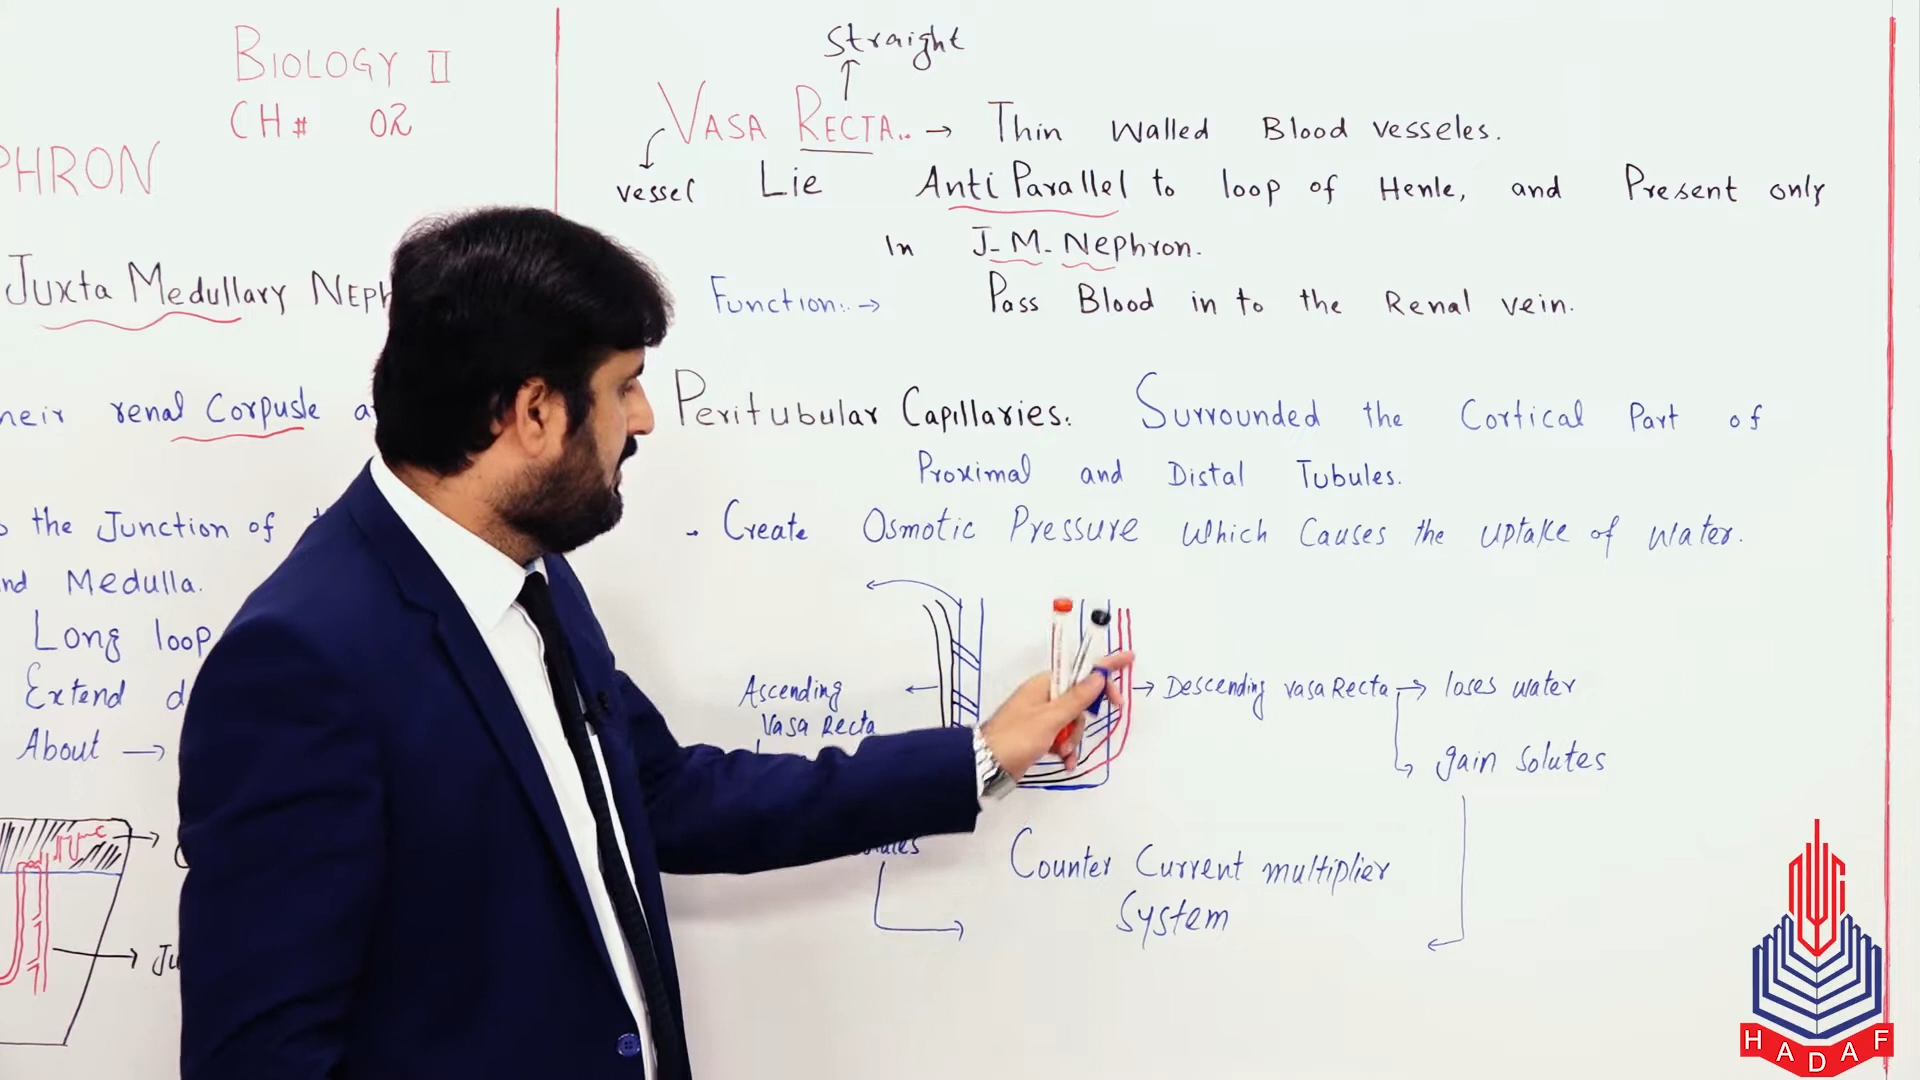 BIOLOGY II
CH# 02
PHRON
JUXTA MEDULLARY NEPH
heir renal Corpusle a
the Junction of
nd Medulla.
Long loop
Extend d
About →
Straight
VASA RECTA.. → Thin Walled Blood vesseles.
vessel Lie Anti Parallel to loop of Henle, and Present only
In J-M-Nephron.
Function:→ Pass Blood in to the Renal vein.
Peritubular Capillaries. Surrounded the Cortical Part of
Proximal and Distal Tubules.
. Create Osmotic Pressure which Causes the uptake of water.
Ascending
Vasa Recta
Descending vasa Recta → loses water
gain solutes
Counter Current multiplier
System
HADAF